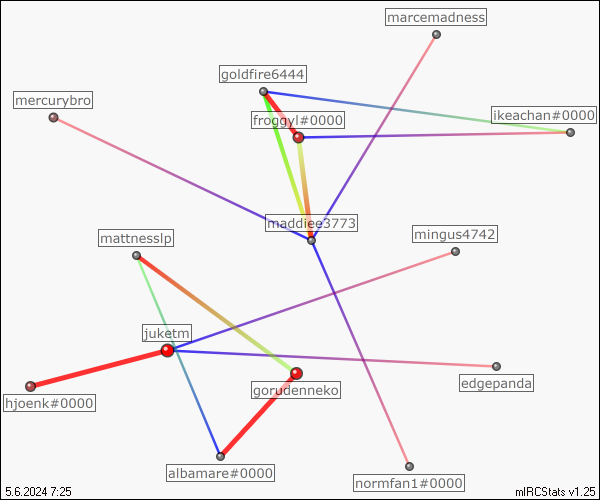 marcemadness
goldfire6444
mercurybro
ikeachan#0000
froggyl#0000
maddiee3773
mingus4742
mattnesslp
juketm
edgepanda
gorudenneko
hjoenk#0000
albamare#0000
normfan1#0000
5.6.2024 7:25
mIRCStats v1.25